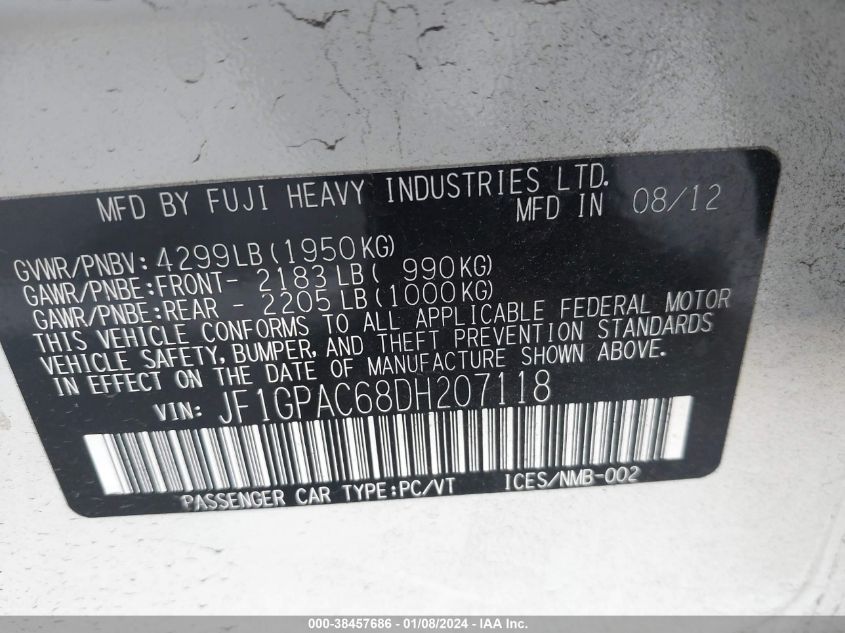 MFD BY FUJI HEAVY INDUSTRIES LTD.
MFD IN 08/12
GVWR/PNBV: 4299LB(1950KG)
GAWR/PNBE:FRONT- 2183LB( 990KG)
GAWR/PNBE:REAR - 2205LB(1000KG)
THIS VEHICLE CONFORMS TO ALL APPLICABLE FEDERAL MOTOR
VEHICLE SAFETY, BUMPER, AND THEFT PREVENTION STANDARDS
IN EFFECT ON THE DATE OF MANUFACTURE SHOWN ABOVE.
VIN: JF1GPAC68DH207118
PASSENGER CAR TYPE:PC/VT ICES/NMB-002
000-38457686 - 01/08/2024 - IAA Inc.